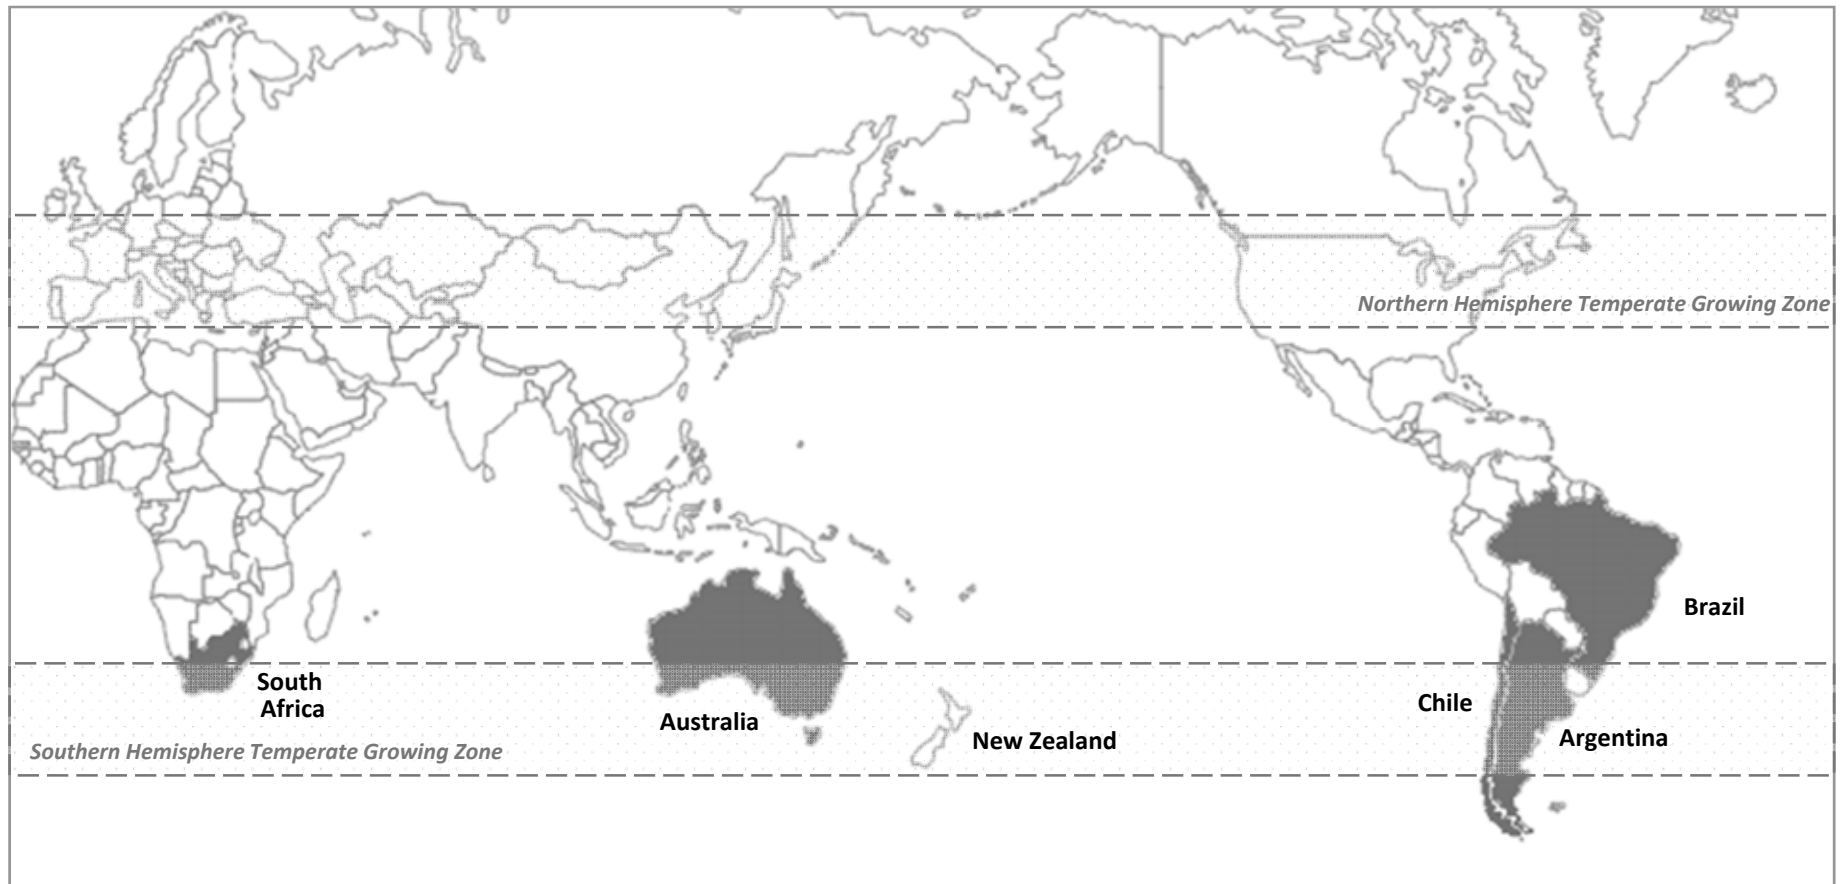 Northern Hemisphere Temperate Growing Zone
Brazil
South
Africa
Chile
Australia
Argentina
New Zealand
Southern Hemisphere Temperate Growing Zone